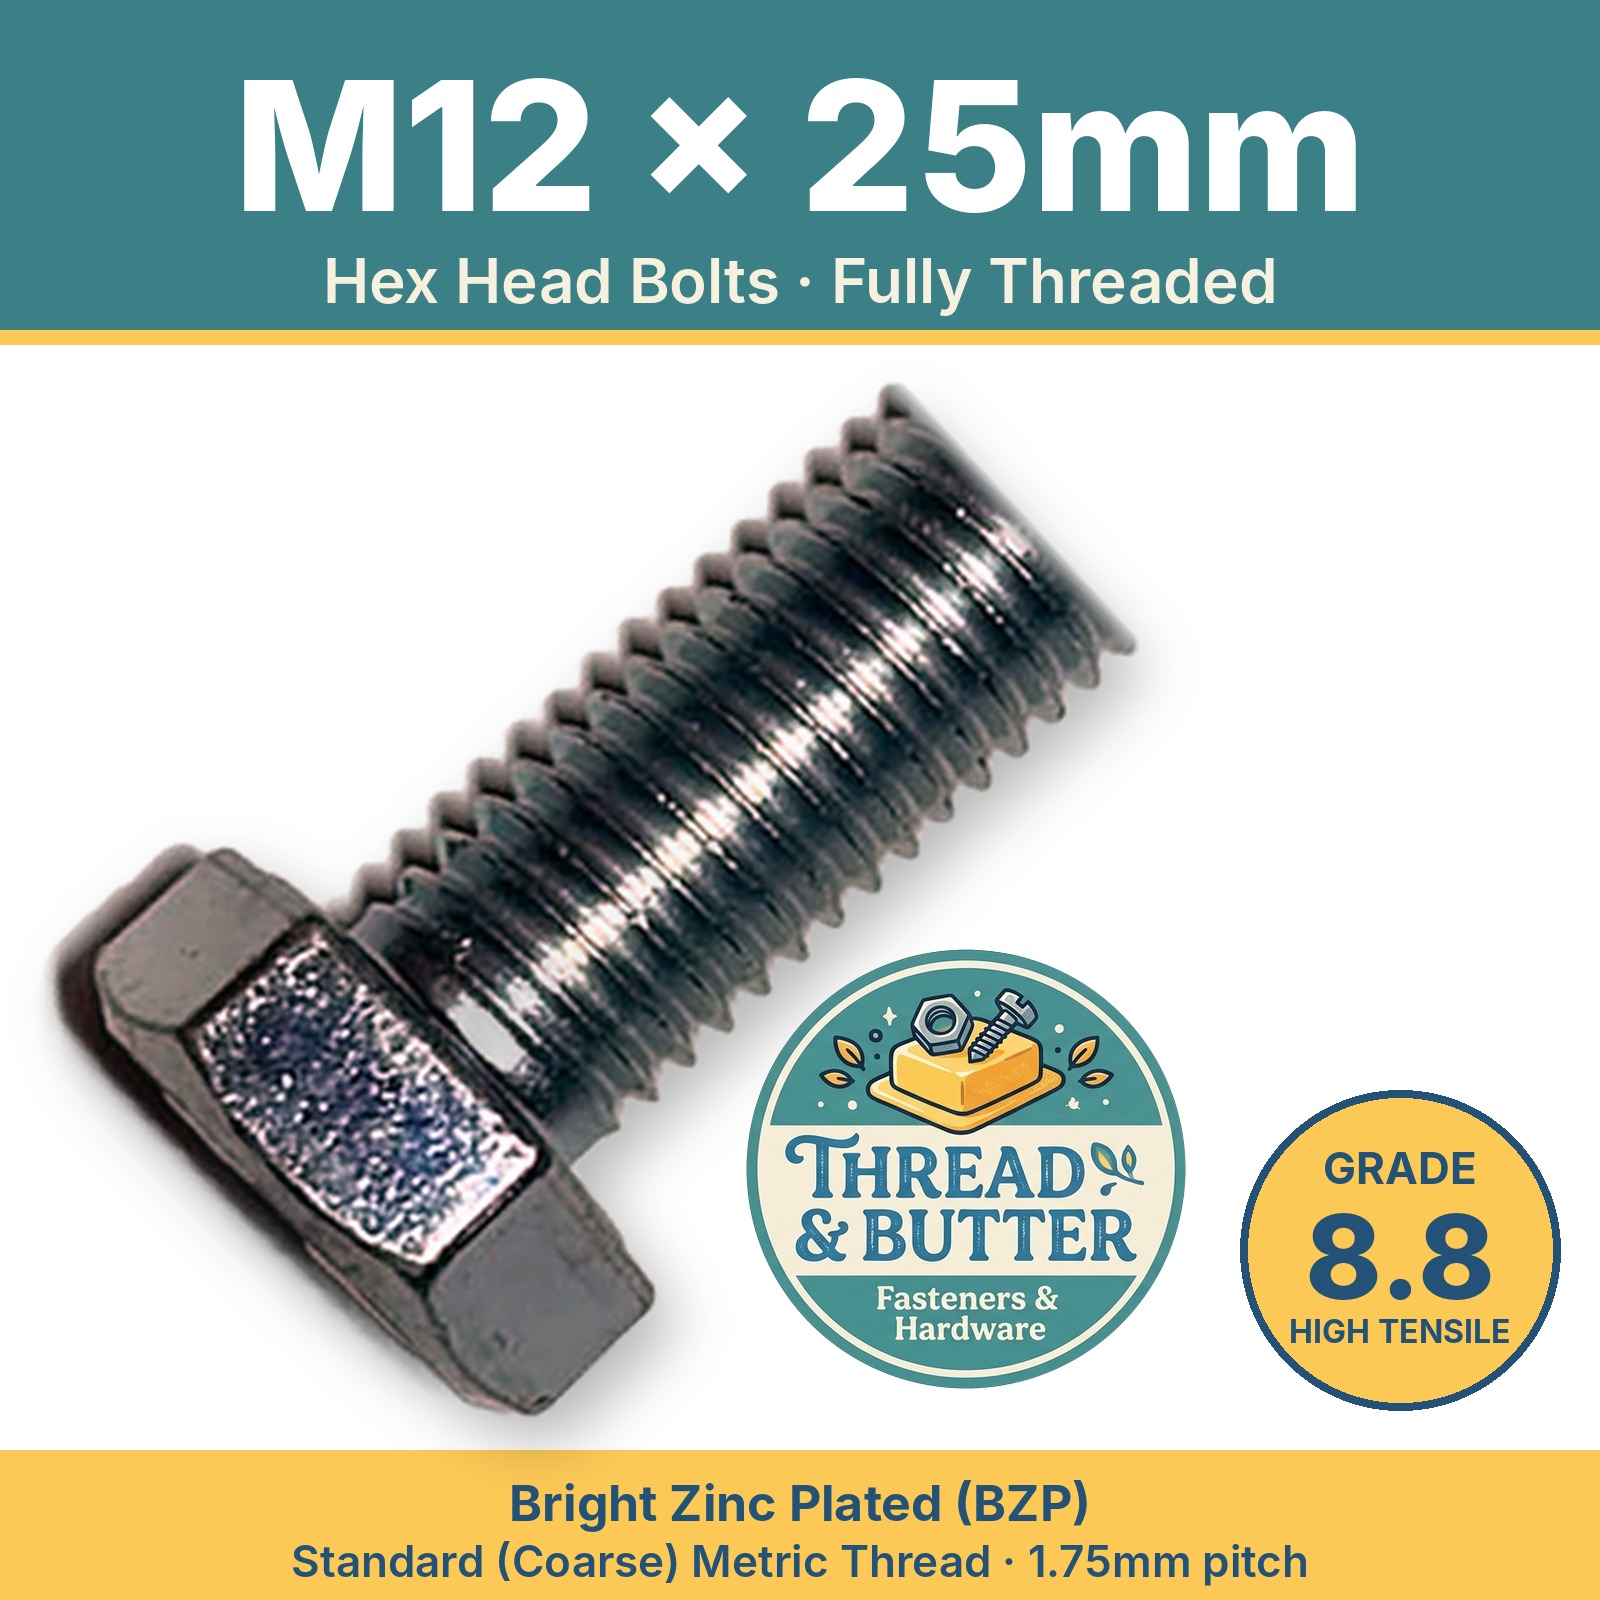 M12 × 25mm
Hex Head Bolts · Fully Threaded
THREAD
& BUTTER
Fasteners &
Hardware
GRADE
8.8
HIGH TENSILE
Bright Zinc Plated (BZP)
Standard (Coarse) Metric Thread · 1.75mm pitch